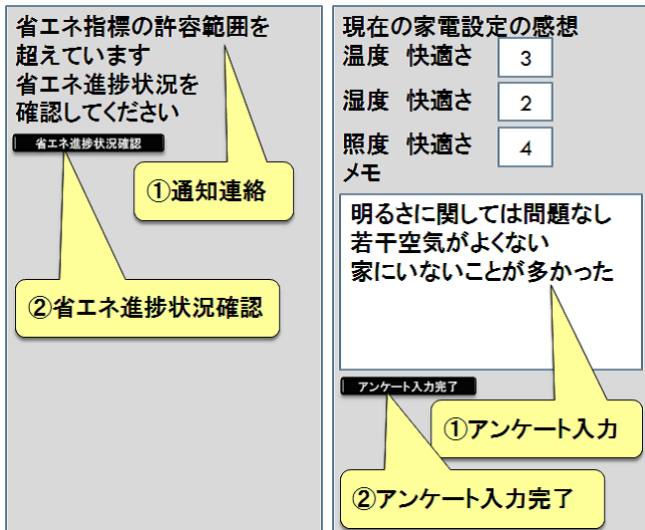 省エネ指標の許容範囲を
超えています
省エネ進捗状況を
確認してください
省エネ進捗状況確認
①通知連絡
②省エネ進捗状況確認
現在の家電設定の感想
温度 快適さ 3
湿度 快適さ 2
照度 快適さ 4
メモ
明るさに関しては問題なし
若干空気がよくない
家にいないことが多かった
アンケート入力完了
①アンケート入力
②アンケート入力完了